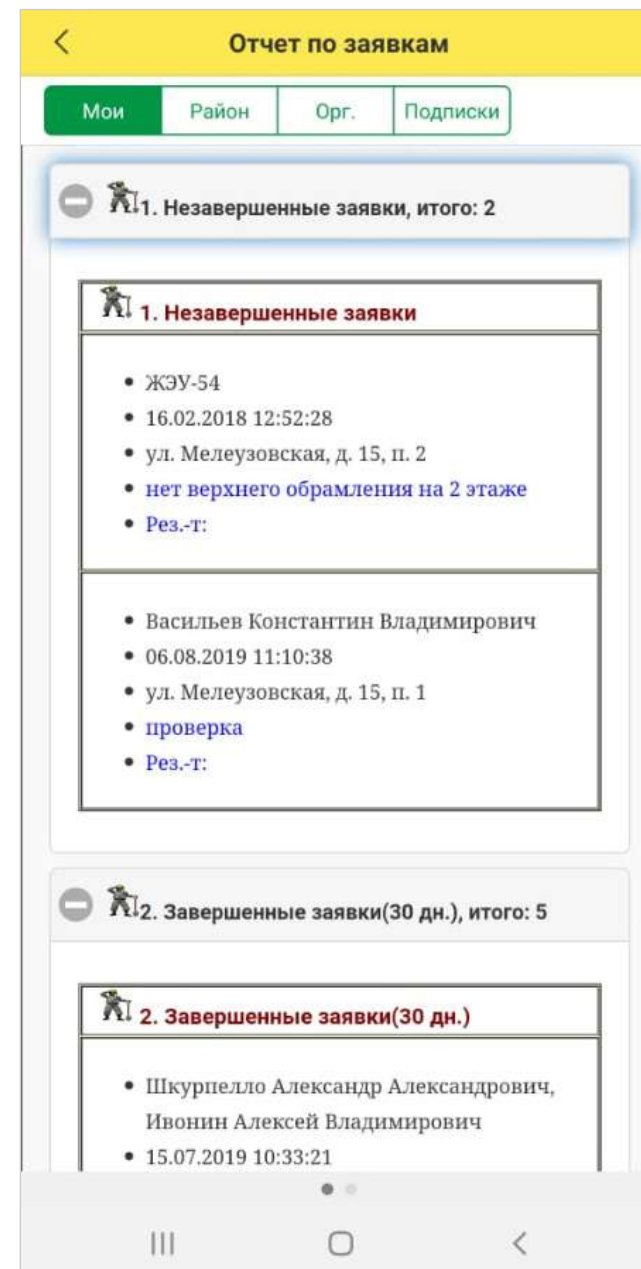 Отчет по заявкам
Мои Район Орг. Подписки
1. Незавершенные заявки, итого: 2
1. Незавершенные заявки
ЖЭУ-54
16.02.2018 12:52:28
ул. Мелеузовская, д. 15, п. 2
нет верхнего обрамления на 2 этаже
Рез.-т:
Васильев Константин Владимирович
06.08.2019 11:10:38
ул. Мелеузовская, д. 15, п. 1
проверка
Рез.-т:
2. Завершенные заявки(30 дн.), итого: 5
2. Завершенные заявки(30 дн.)
Шкурпелло Александр Александрович,
Ивонин Алексей Владимирович
15.07.2019 10:33:21